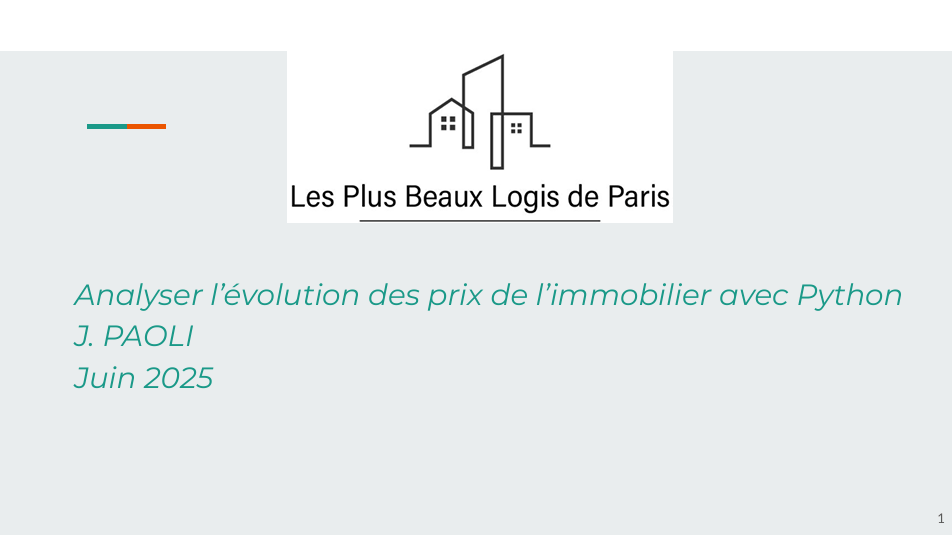 Les Plus Beaux Logis de Paris
Analyser l’évolution des prix de l’immobilier avec Python
J. PAOLI
Juin 2025
1